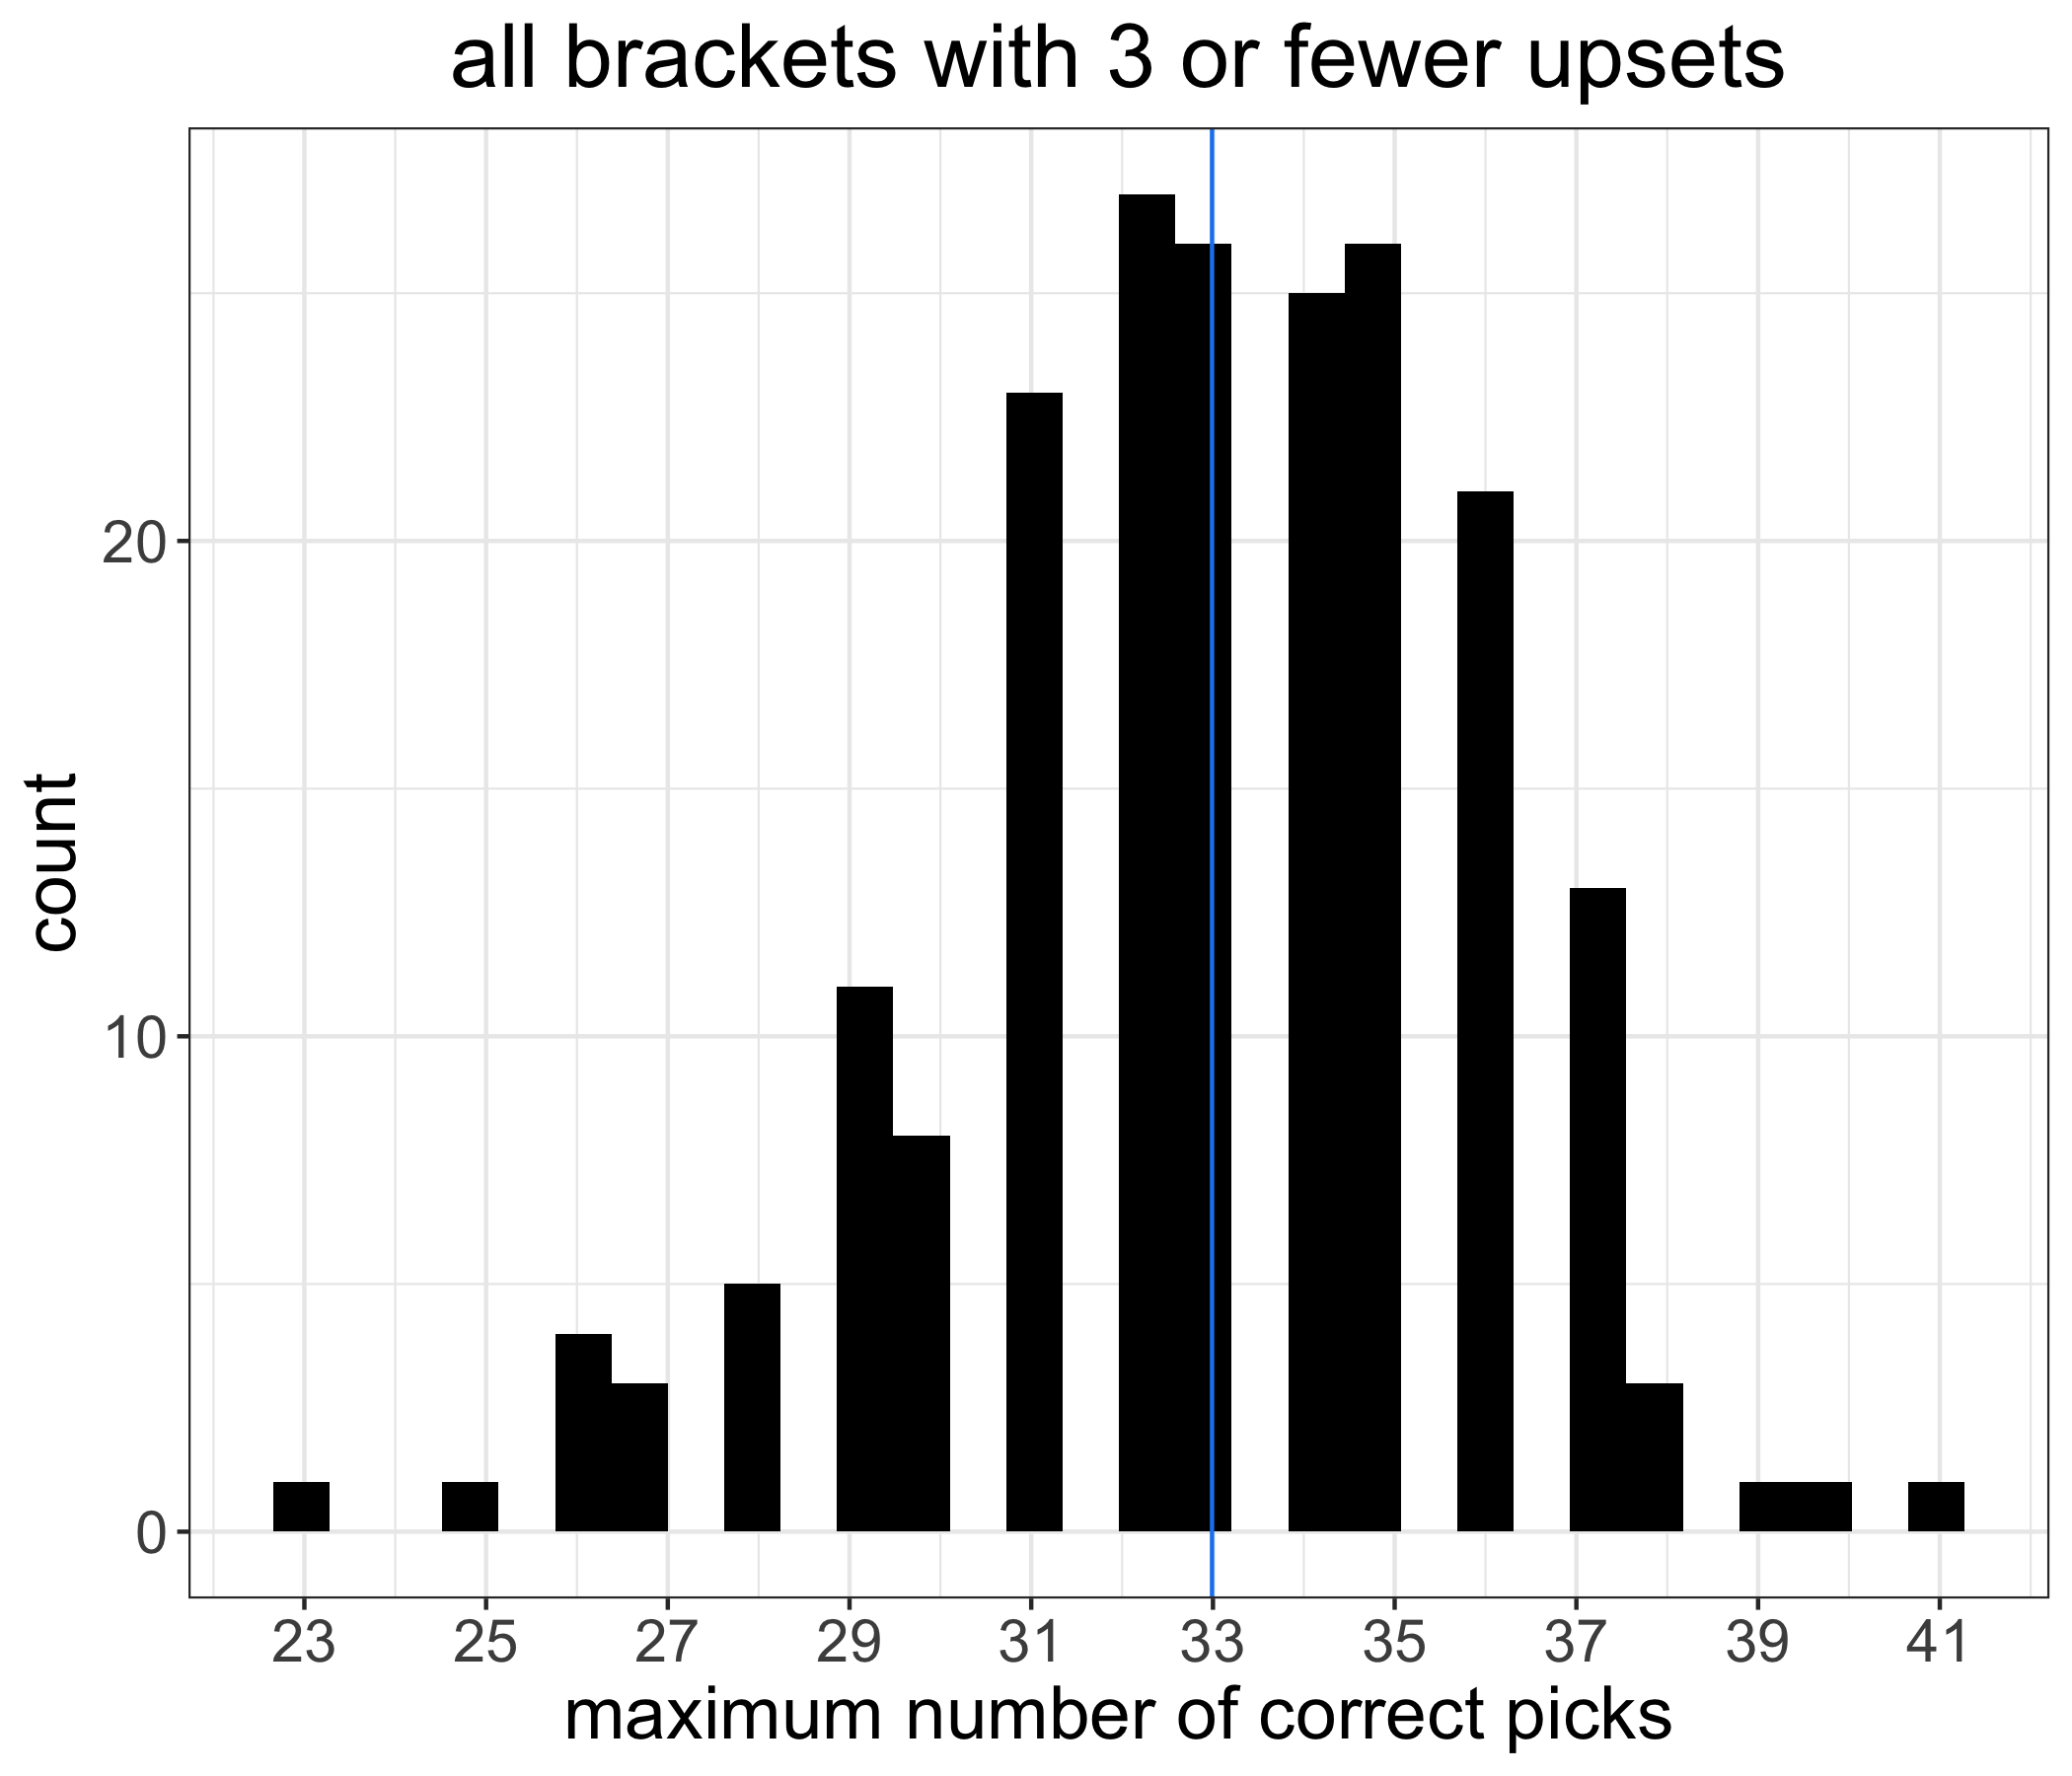 all brackets with 3 or fewer upsets
count
20
10
0
23 25 27 29 31 33 35 37 39 41
maximum number of correct picks